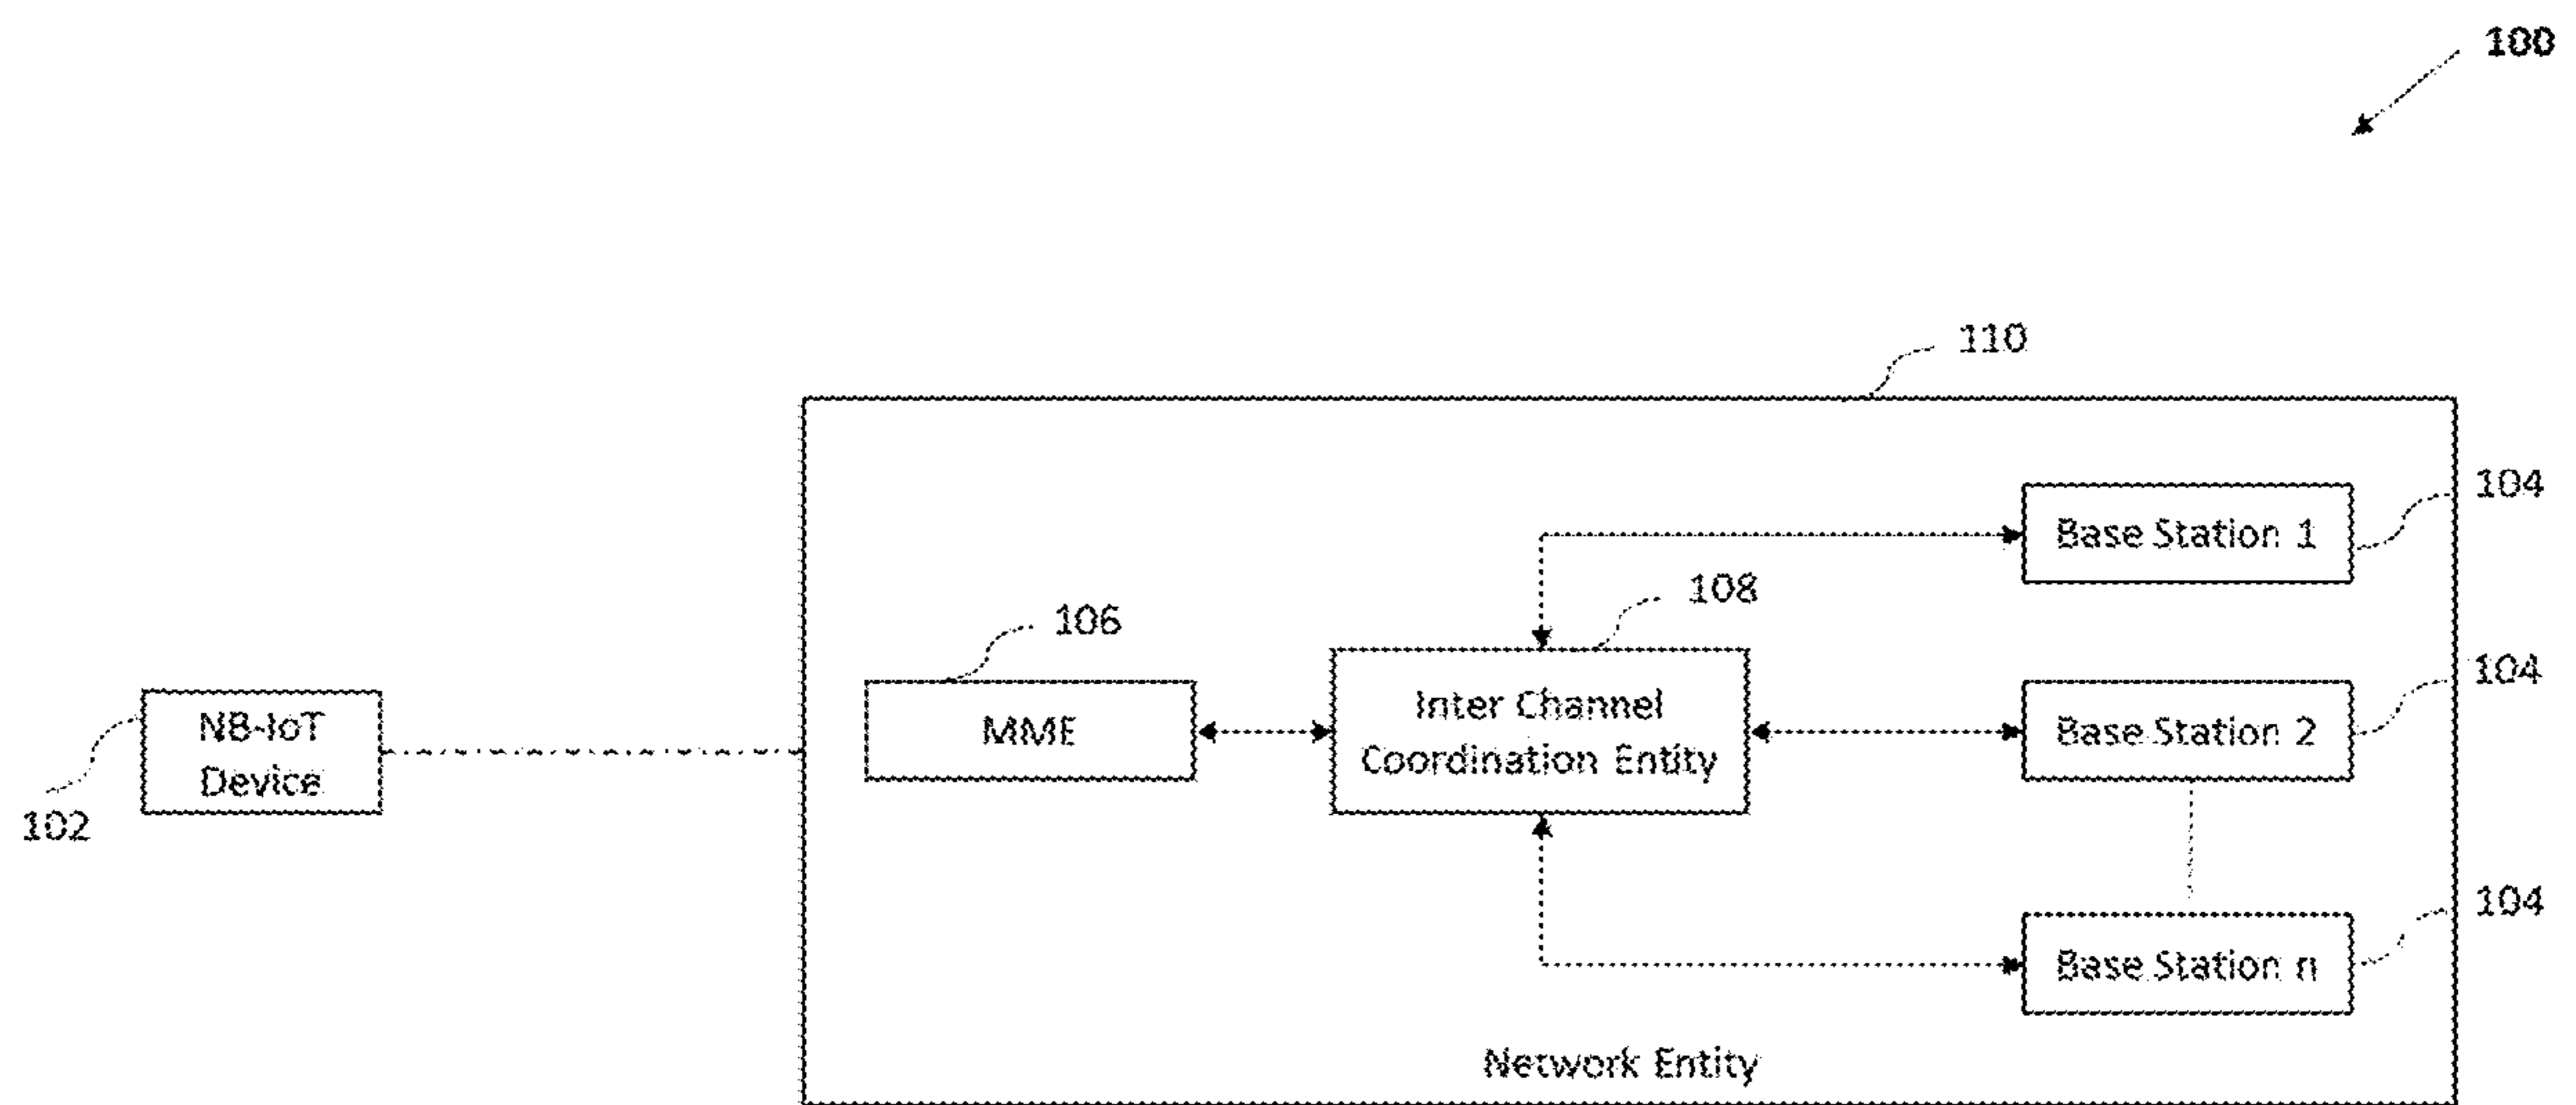 100
110
Base Station 1
104
108
106
Inter Channel
Coordination Entity
MME
Base Station 2
104
NB-IoT
Device
102
Base Station n
104
Network Entity